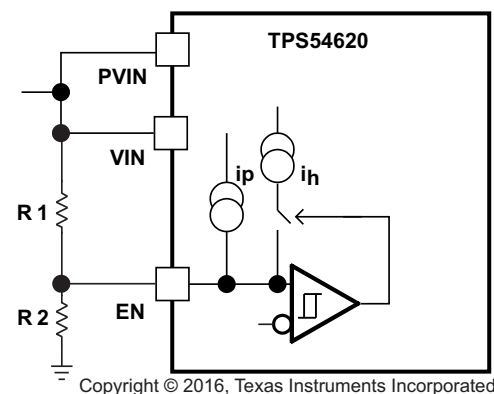 TPS54620
PVIN
VIN
ip
ih
R 1
R 2
EN
Copyright © 2016, Texas Instruments Incorporated